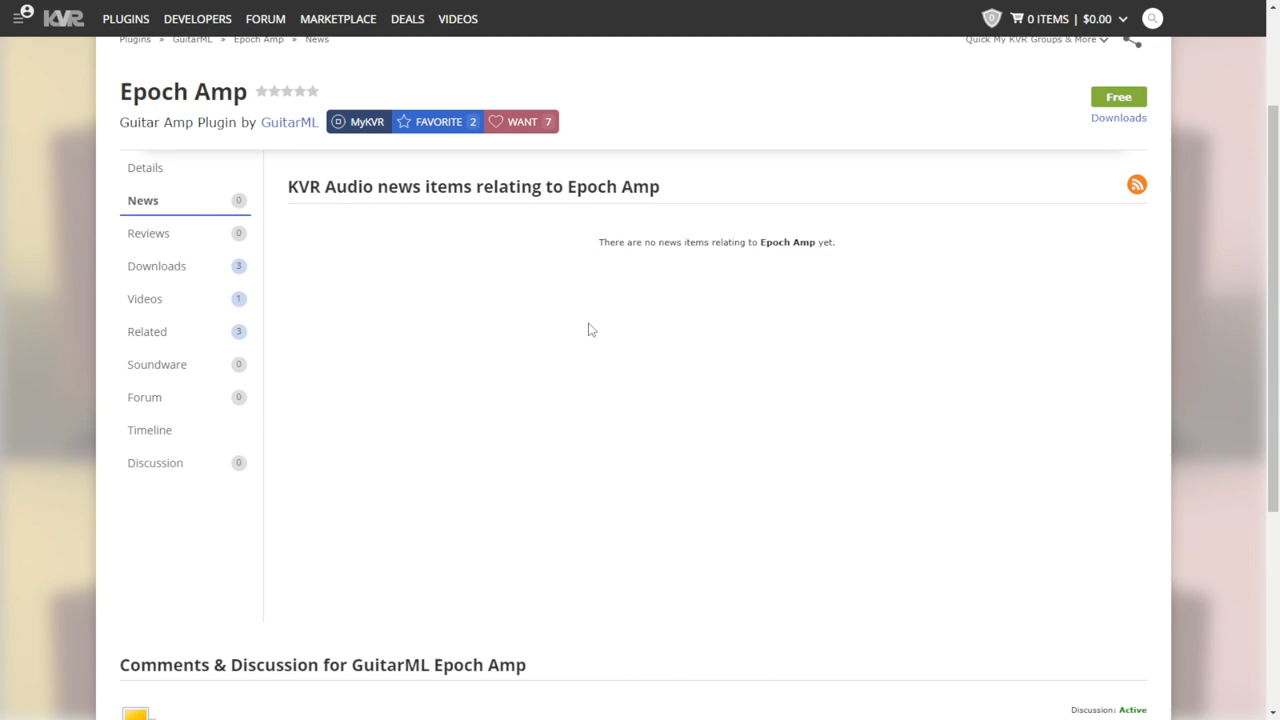 KVR PLUGINS DEVELOPERS FORUM MARKETPLACE DEALS VIDEOS 0 0 ITEMS | $0.00
Plugins » GuitarML » Epoch Amp » News Quick My KVR Groups & More
Epoch Amp
Free
Guitar Amp Plugin by GuitarML MyKVR FAVORITE 2 WANT 7
Downloads
Details
News 0
KVR Audio news items relating to Epoch Amp
There are no news items relating to Epoch Amp yet.
Reviews 0
Downloads 3
Videos 1
Related 3
Soundware 0
Forum 0
Timeline
Discussion 0
Comments & Discussion for GuitarML Epoch Amp
Discussion: Active